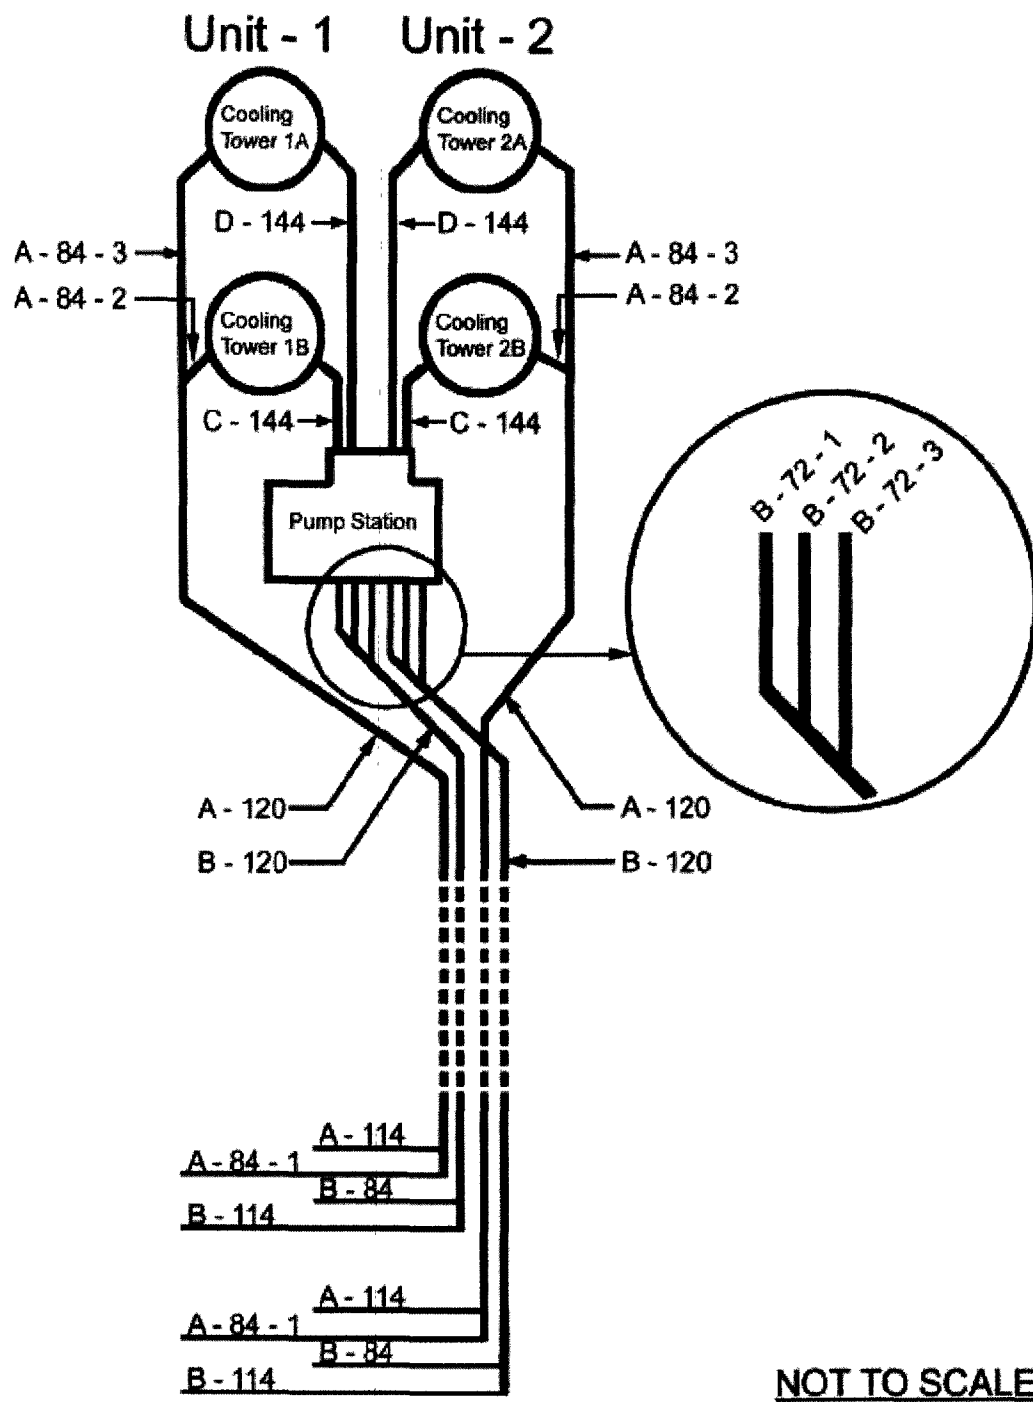 Unit - 1 Unit - 2
Cooling
Tower 1A
Cooling
Tower 2A
D - 144 D - 144
A - 84 - 3 A - 84 - 3
A - 84 - 2 A - 84 - 2
Cooling
Tower 1B
Cooling
Tower 2B
C - 144 C - 144
Pump Station
B - 72 - 1
B - 72 - 2
B - 72 - 3
A - 120 A - 120
B - 120 B - 120
A - 114
A - 84 - 1
B - 84
B - 114
A - 114
A - 84 - 1
B - 84
B - 114
NOT TO SCALE